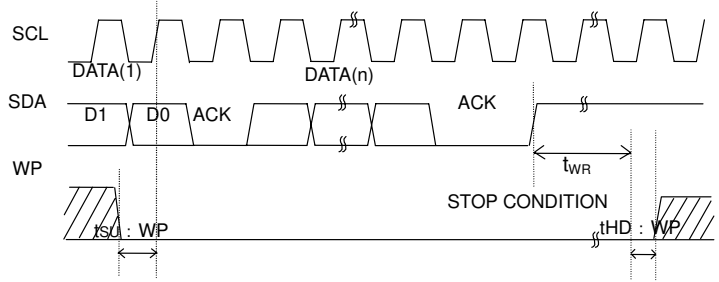 SCL
DATA(1)
DATA(n)
SDA
D1
D0
ACK
ACK
tWR
WP
STOP CONDITION
tSU : WP
tHD : WP